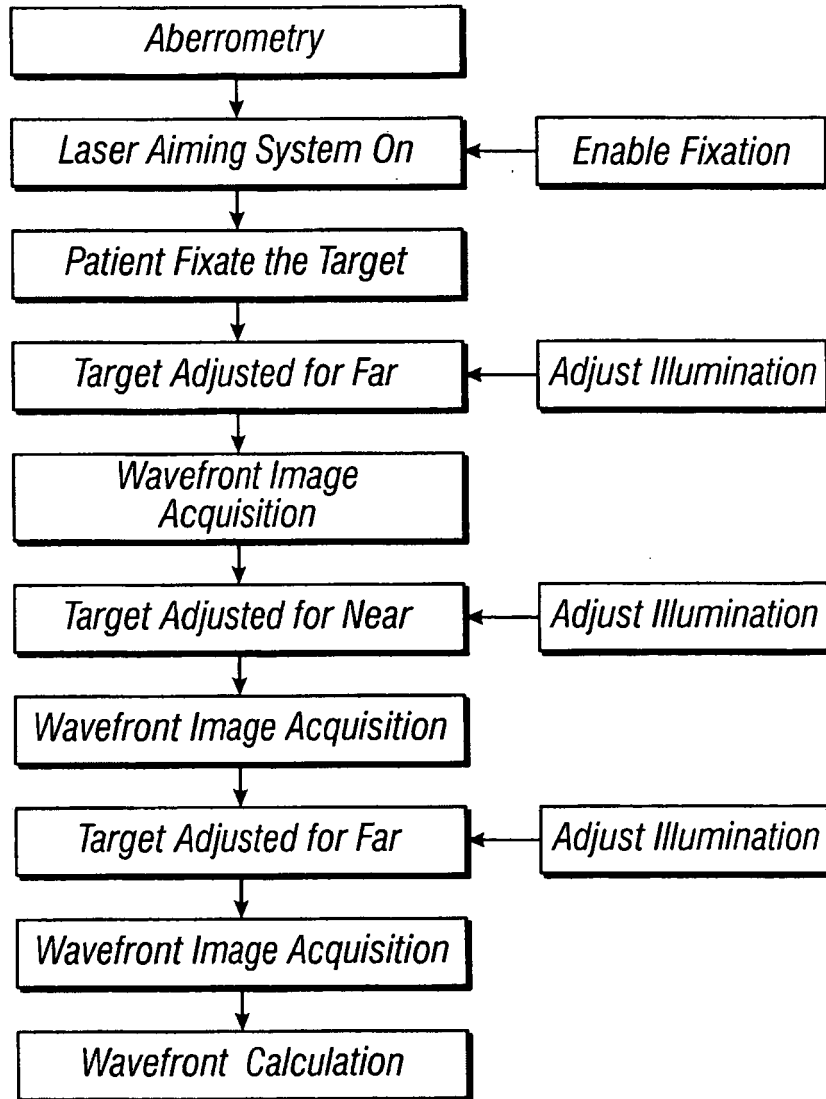 Aberrometry
Laser Aiming System On
Enable Fixation
Patient Fixate the Target
Target Adjusted for Far
Adjust Illumination
Wavefront Image
Acquisition
Target Adjusted for Near
Adjust Illumination
Wavefront Image Acquisition
Target Adjusted for Far
Adjust Illumination
Wavefront Image Acquisition
Wavefront Calculation